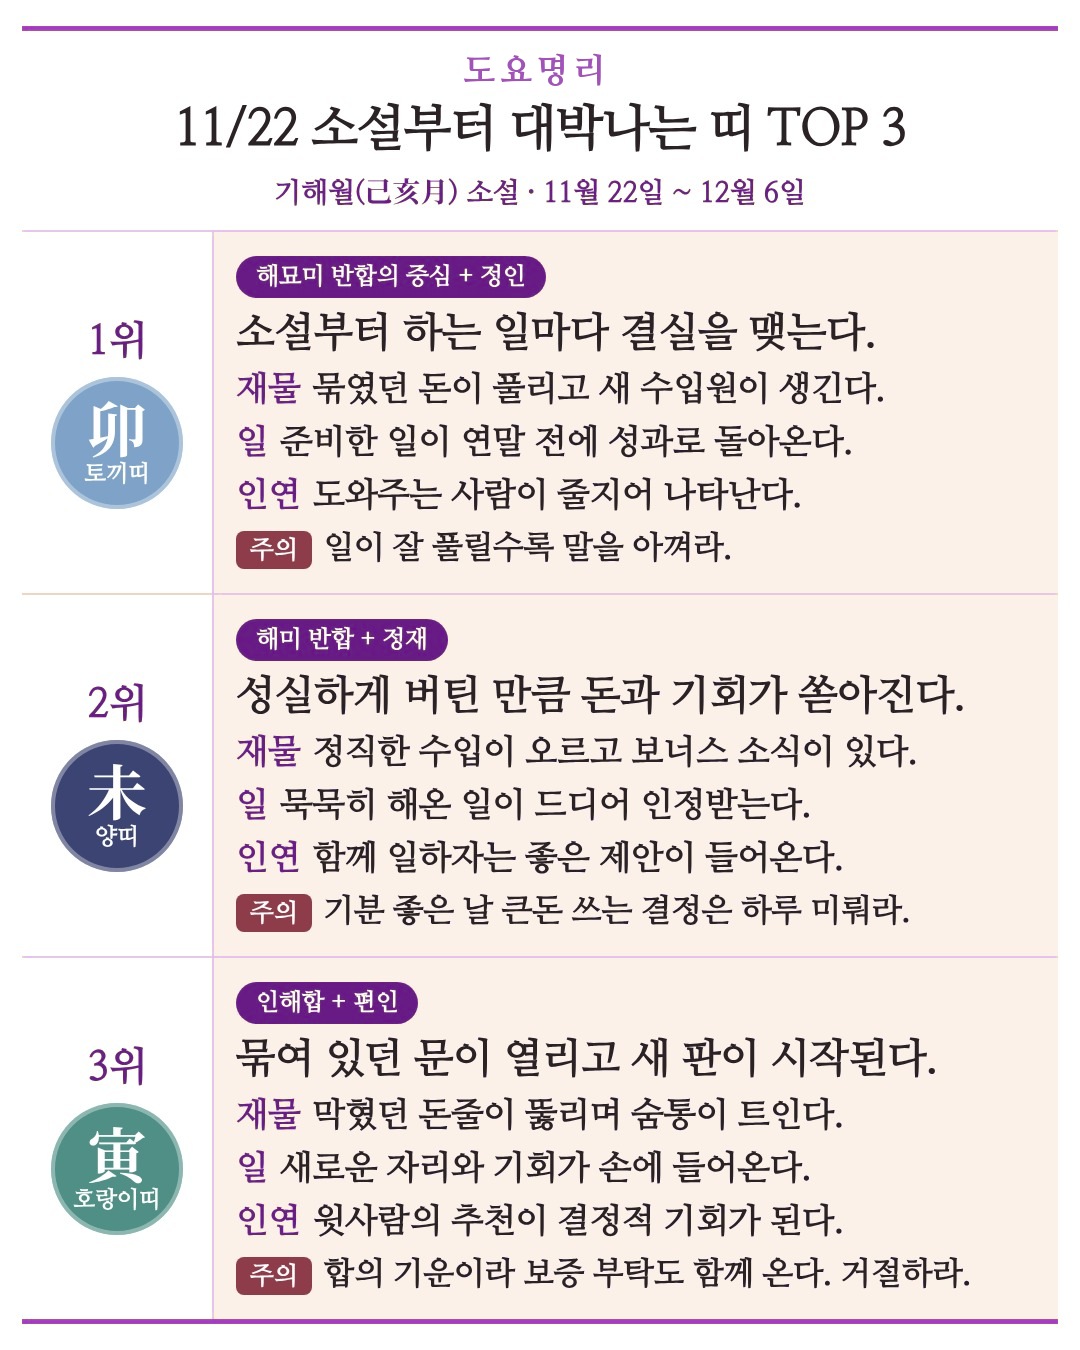 도요명리
11/22 소설부터 대박나는 띠 TOP 3
기해월(己亥月) 소설 · 11월 22일 ~ 12월 6일
1위
卯
토끼띠
해묘미 반합의 중심 + 정인
소설부터 하는 일마다 결실을 맺는다.
재물 묶였던 돈이 풀리고 새 수입원이 생긴다.
일 준비한 일이 연말 전에 성과로 돌아온다.
인연 도와주는 사람이 줄지어 나타난다.
주의 일이 잘 풀릴수록 말을 아껴라.
2위
未
양띠
해미 반합 + 정재
성실하게 버틴 만큼 돈과 기회가 쏟아진다.
재물 정직한 수입이 오르고 보너스 소식이 있다.
일 묵묵히 해온 일이 드디어 인정받는다.
인연 함께 일하자는 좋은 제안이 들어온다.
주의 기분 좋은 날 큰돈 쓰는 결정은 하루 미뤄라.
3위
寅
호랑이띠
인해합 + 편인
묶여 있던 문이 열리고 새 판이 시작된다.
재물 막혔던 돈줄이 뚫리며 숨통이 트인다.
일 새로운 자리와 기회가 손에 들어온다.
인연 윗사람의 추천이 결정적 기회가 된다.
주의 합의 기운이라 보증 부탁도 함께 온다. 거절하라.